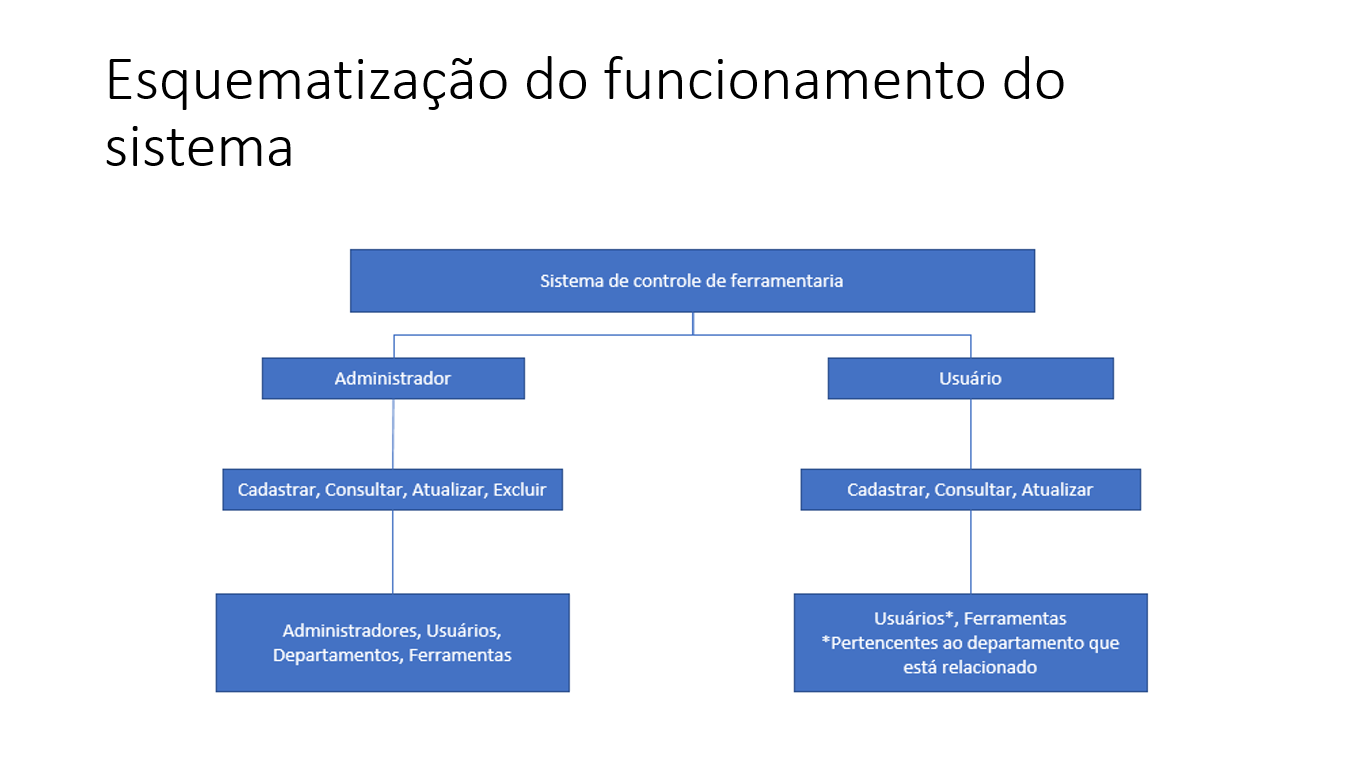 Esquematização do funcionamento do
sistema
Sistema de controle de ferramentaria
Administrador
Usuário
Cadastrar, Consultar, Atualizar, Excluir
Cadastrar, Consultar, Atualizar
Administradores, Usuários,
Departamentos, Ferramentas
Usuários*, Ferramentas
*Pertencentes ao departamento que
está relacionado